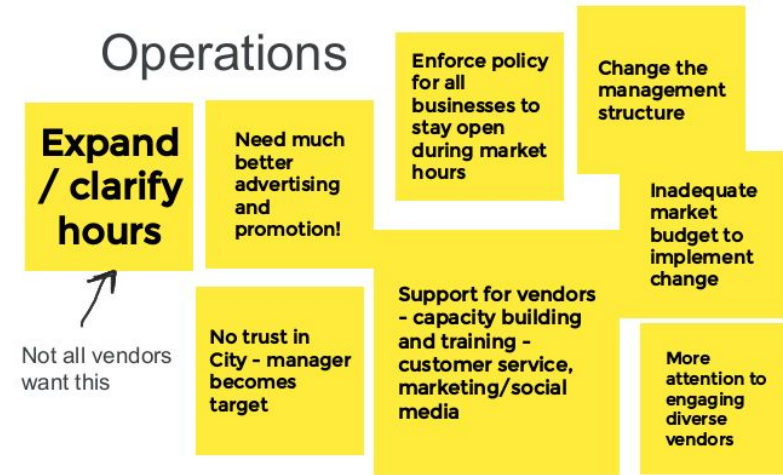 Operations
Expand
/ clarify
hours
Not all vendors
want this
Need much
better
advertising
and
promotion!
Enforce policy
for all
businesses to
stay open
during market
hours
Change the
management
structure
Inadequate
market
budget to
implement
change
No trust in
City - manager
becomes
target
Support for vendors
- capacity building
and training -
customer service,
marketing/social
media
More
attention to
engaging
diverse
vendors